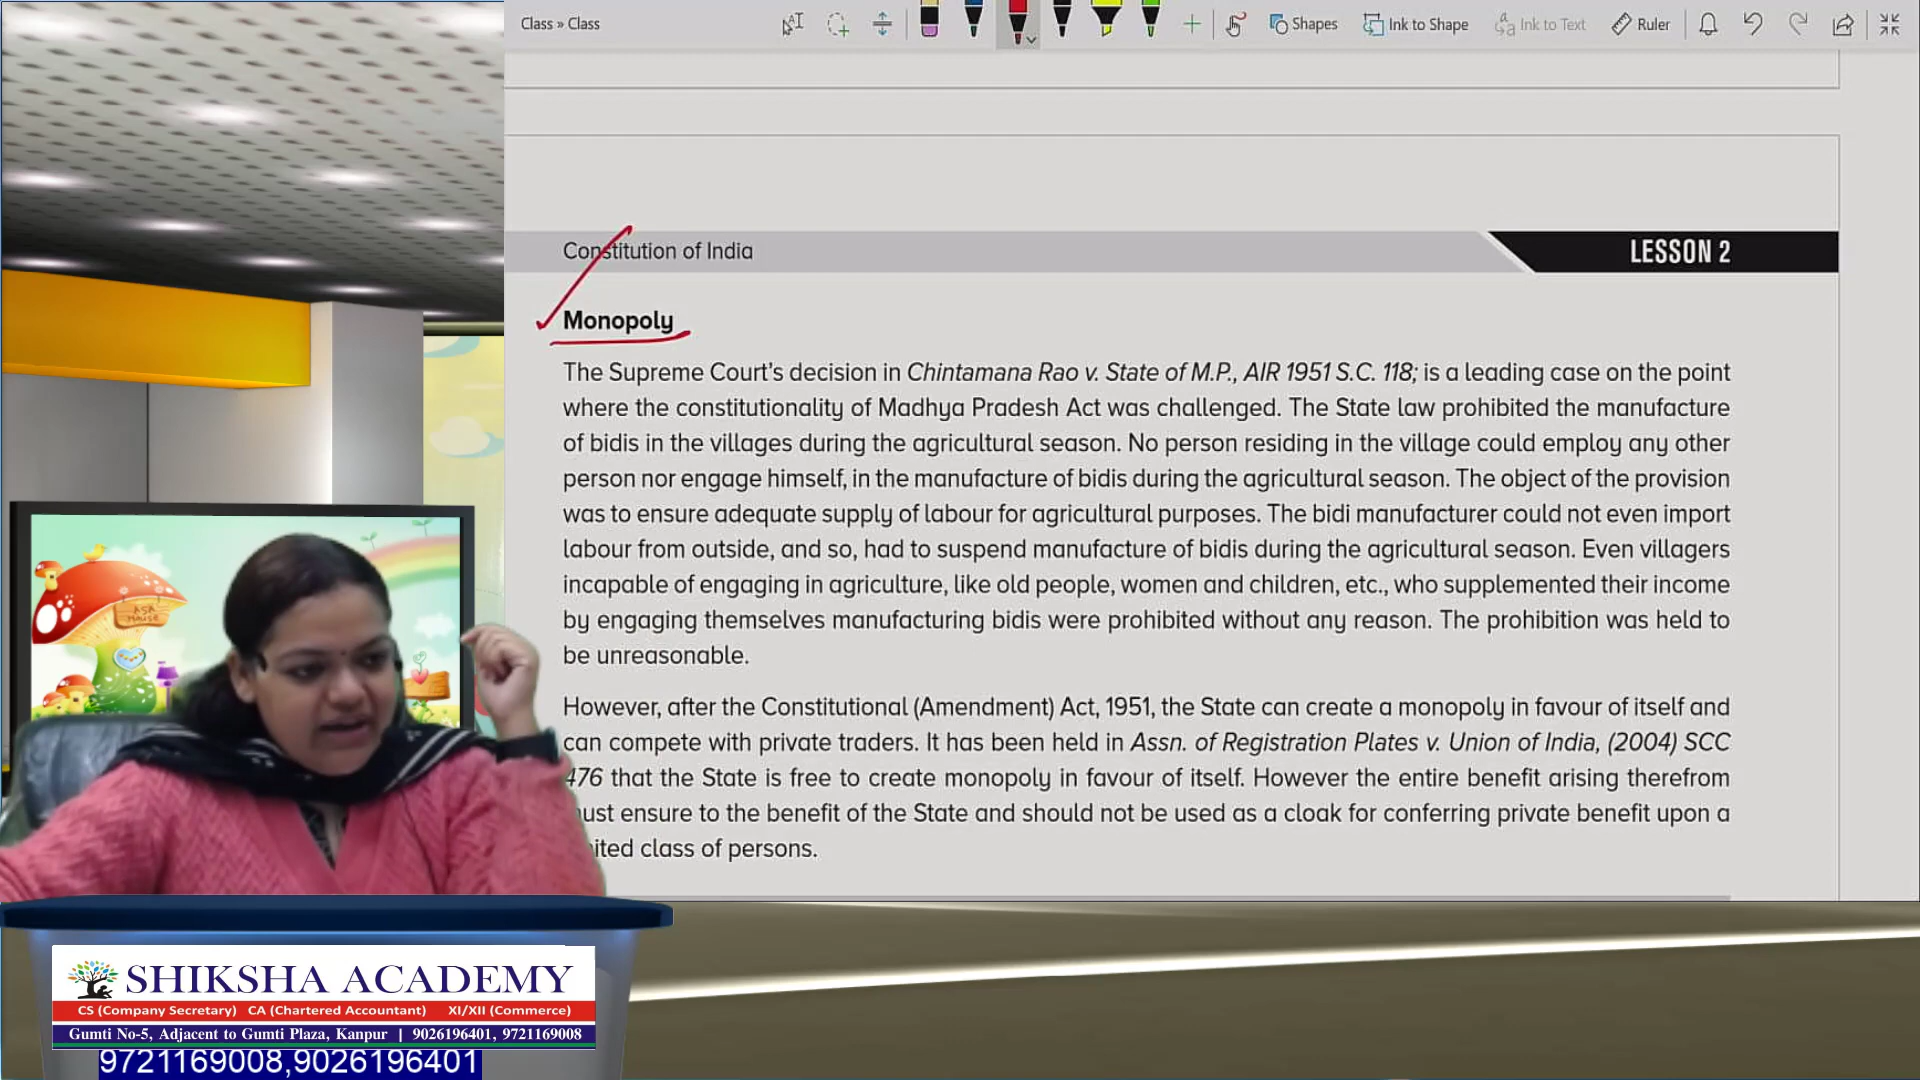 Class » Class
Shapes
Ink to Shape
Ink to Text
Ruler
Constitution of India
LESSON 2
Monopoly
The Supreme Court's decision in Chintamana Rao v. State of M.P., AIR 1951 S.C. 118; is a leading case on the point
where the constitutionality of Madhya Pradesh Act was challenged. The State law prohibited the manufacture
of bidis in the villages during the agricultural season. No person residing in the village could employ any other
person nor engage himself, in the manufacture of bidis during the agricultural season. The object of the provision
was to ensure adequate supply of labour for agricultural purposes. The bidi manufacturer could not even import
labour from outside, and so, had to suspend manufacture of bidis during the agricultural season. Even villagers
incapable of engaging in agriculture, like old people, women and children, etc., who supplemented their income
by engaging themselves manufacturing bidis were prohibited without any reason. The prohibition was held to
be unreasonable.
However, after the Constitutional (Amendment) Act, 1951, the State can create a monopoly in favour of itself and
can compete with private traders. It has been held in Assn. of Registration Plates v. Union of India, (2004) SCC
476 that the State is free to create monopoly in favour of itself. However the entire benefit arising therefrom
ensure to the benefit of the State and should not be used as a cloak for conferring private benefit upon a
class of persons.
ASA
House
SHIKSHA ACADEMY
CS (Company Secretary) CA (Chartered Accountant) XI/XII (Commerce)
Gumti No-5, Adjacent to Gumti Plaza, Kanpur | 9026196401, 9721169008
9721169008,9026196401